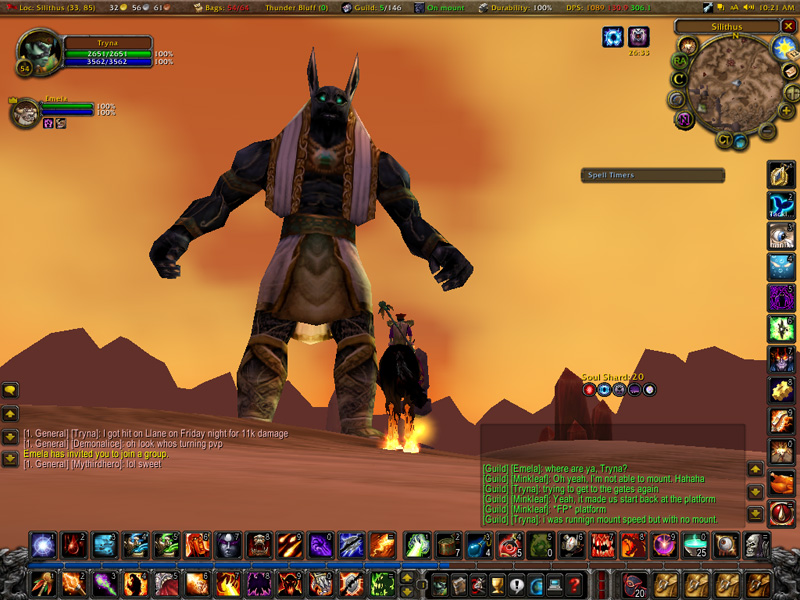 Loc: Silithus (33, 85) 32 56 61 Bags: 54/64 Thunder Bluff (0) Guild: 5/146 On mount Durability: 100% DPS: 1089 130.0 306.1 10:21 AM
Silithus
Tryna
2651/2651 100%
3562/3562 100%
54
26:33
Emela
100%
100%
Spell Timers
Soul Shard: 20
[1. General] [Tryna]: I got hit on Llane on Friday night for 11k damage
[1. General] [Demonalice]: oh look whos turning pvp
Emela has invited you to join a group.
[1. General] [Mythirdhero]: lol sweet
[Guild] [Emela]: where are ya, Tryna?
[Guild] [Minkleaf]: Oh yeah, I'm not able to mount. Hahaha
[Guild] [Tryna]: trying to get to the gates again
[Guild] [Minkleaf]: Yeah, it made us start back at the platform
[Guild] [Minkleaf]: *FP* platform
[Guild] [Tryna]: i was runnign mount speed but with no mount.